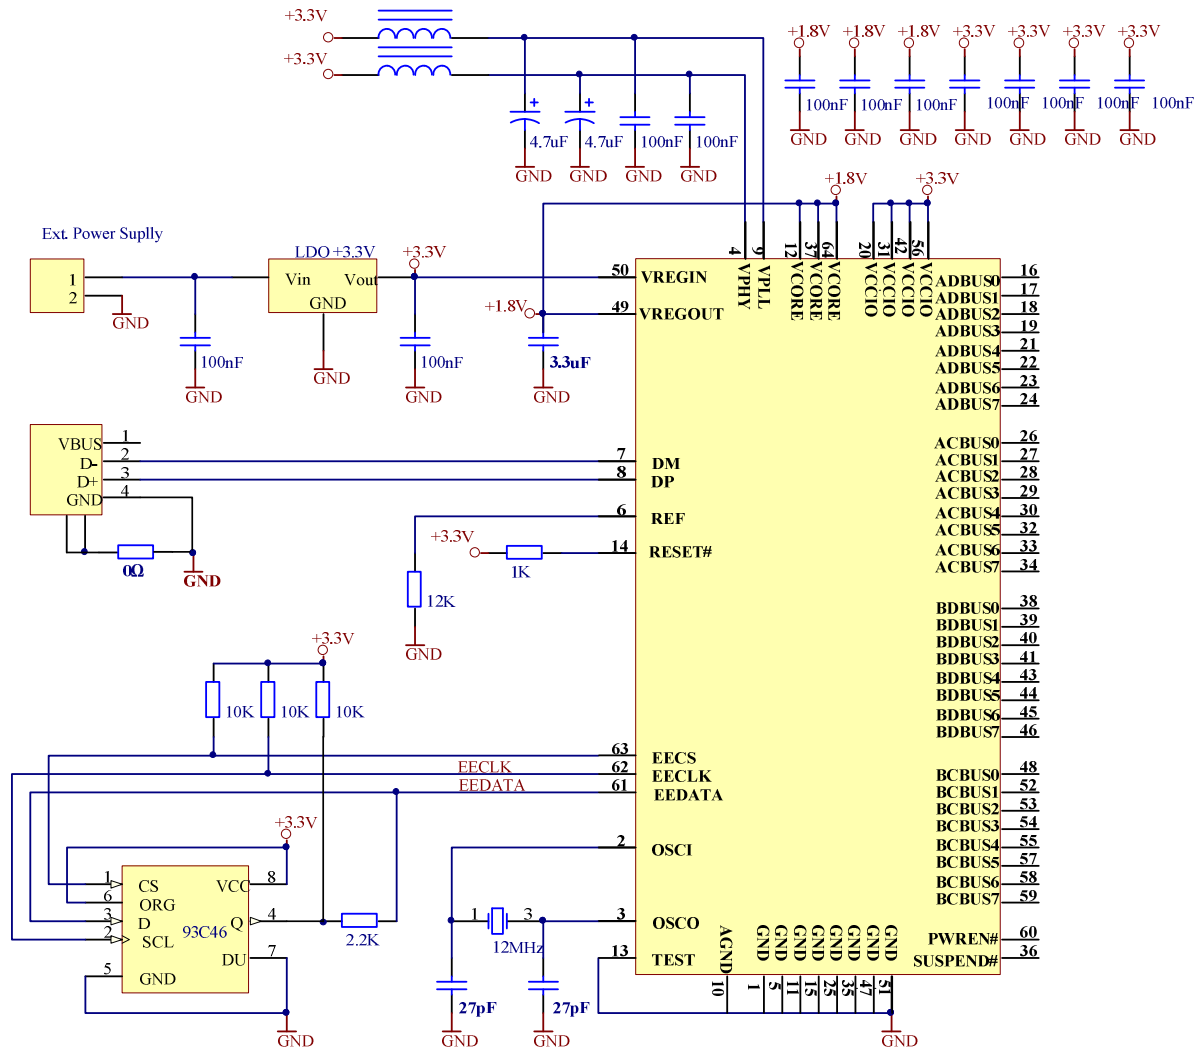 +3.3V
+3.3V
4.7uF 4.7uF 100nF 100nF
GND GND GND GND
+1.8V +1.8V +1.8V +3.3V +3.3V +3.3V +3.3V
100nF 100nF 100nF 100nF 100nF 100nF 100nF
GND GND GND GND GND GND GND
+1.8V +3.3V
Ext. Power Suplly
1
2
GND
100nF
GND
LDO +3.3V
Vin Vout
GND
GND
+3.3V
100nF
GND
+1.8V
3.3uF
GND
4 9 12 37 64 20 31 42 56
VPHY VPLL VCORE VCORE VCORE VCCIO VCCIO VCCIO VCCIO
50 VREGIN
49 VREGOUT
7 DM
8 DP
6 REF
14 RESET#
63 EECS
62 EECLK
61 EEDATA
2 OSCI
3 OSCO
13 TEST
ADBUS0 16
ADBUS1 17
ADBUS2 18
ADBUS3 19
ADBUS4 21
ADBUS5 22
ADBUS6 23
ADBUS7 24
ACBUS0 26
ACBUS1 27
ACBUS2 28
ACBUS3 29
ACBUS4 30
ACBUS5 32
ACBUS6 33
ACBUS7 34
BDBUS0 38
BDBUS1 39
BDBUS2 40
BDBUS3 41
BDBUS4 43
BDBUS5 44
BDBUS6 45
BDBUS7 46
BCBUS0 48
BCBUS1 52
BCBUS2 53
BCBUS3 54
BCBUS4 55
BCBUS5 57
BCBUS6 58
BCBUS7 59
PWREN# 60
SUSPEND# 36
AGND GND GND GND GND GND GND GND GND
10 1 5 11 15 25 35 47 51
GND
VBUS 1
D- 2
D+ 3
GND 4
0Ω
GND
12K
GND
+3.3V
1K
+3.3V
10K 10K 10K
EECLK
EEDATA
+3.3V
1 CS VCC 8
6 ORG
3 D Q 4
2 SCL 93C46
DU 7
5 GND
2.2K
GND
1 3
12MHz
27pF 27pF
GND GND